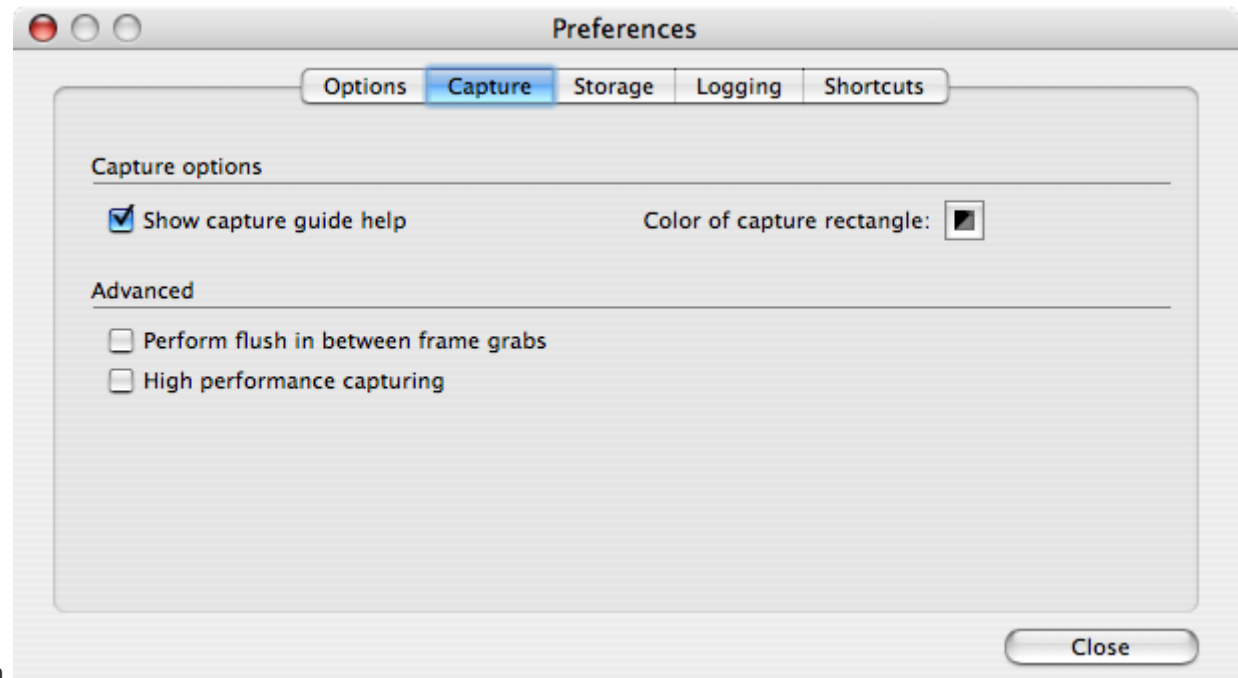 Preferences
Options Capture Storage Logging Shortcuts
Capture options
Show capture guide help Color of capture rectangle:
Advanced
Perform flush in between frame grabs
High performance capturing
Close